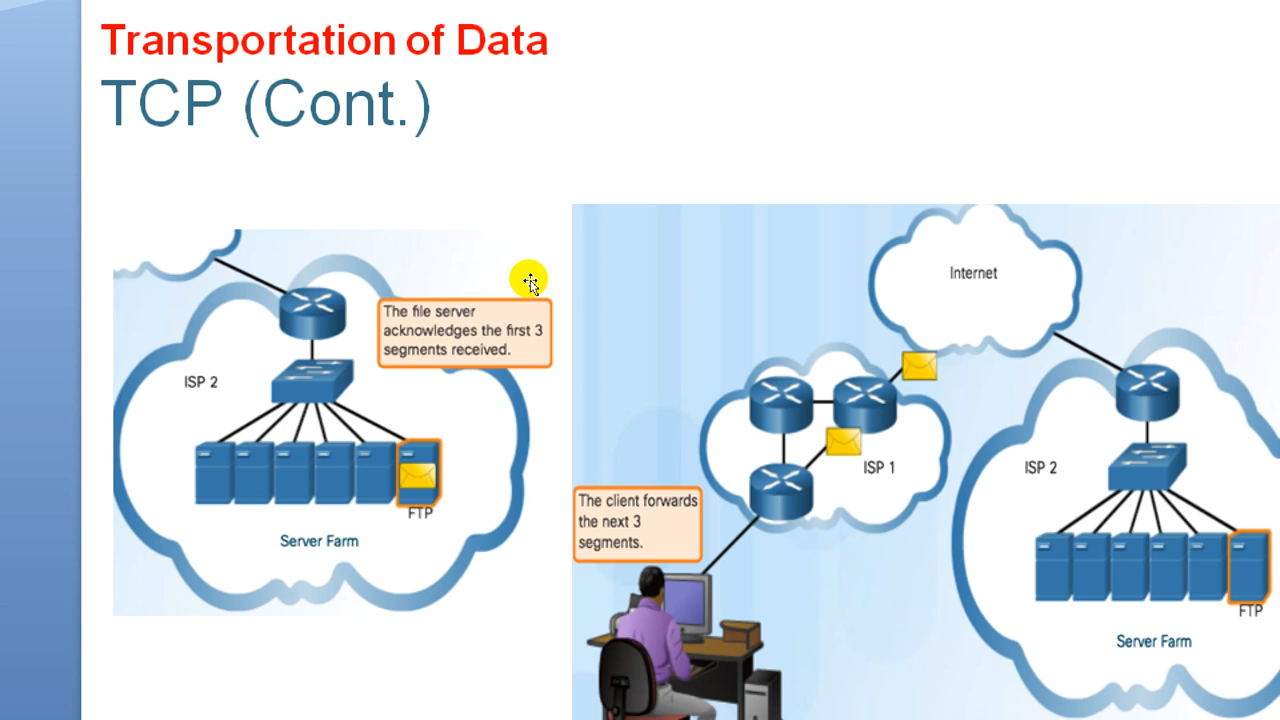 Transportation of Data
TCP (Cont.)
The file server
acknowledges the first 3
segments received.
ISP 2
FTP
Server Farm
Internet
ISP 1
ISP 2
The client forwards
the next 3
segments.
FTP
Server Farm